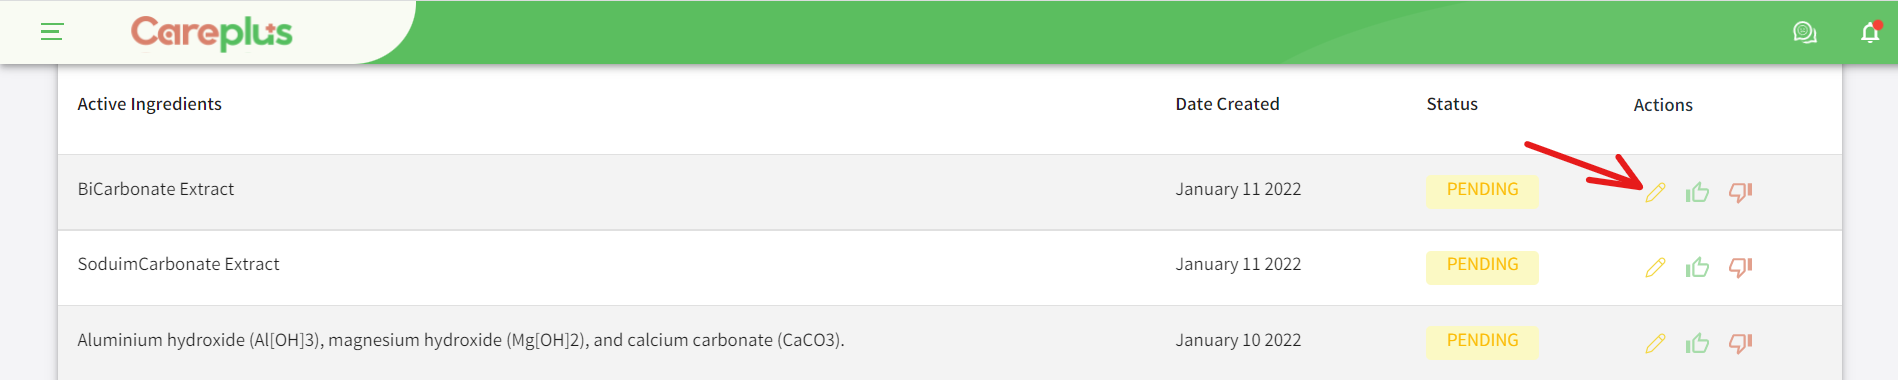 Careplus
Active Ingredients Date Created Status Actions
BiCarbonate Extract January 11 2022 PENDING
SoduimCarbonate Extract January 11 2022 PENDING
Aluminium hydroxide (Al[OH]3), magnesium hydroxide (Mg[OH]2), and calcium carbonate (CaCO3). January 10 2022 PENDING